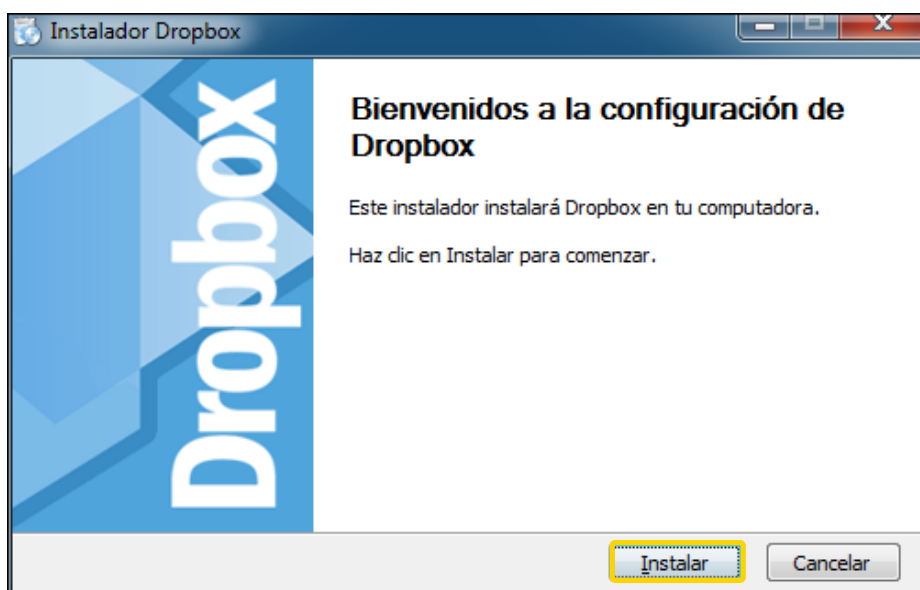 Instalador Dropbox
Dropbox
Bienvenidos a la configuración de
Dropbox
Este instalador instalará Dropbox en tu computadora.
Haz clic en Instalar para comenzar.
Instalar
Cancelar